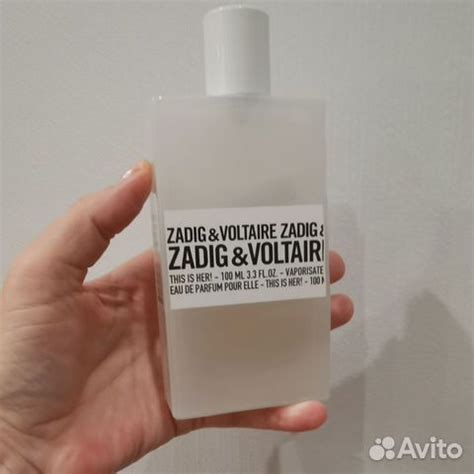 ZADIG&VOLTAIRE ZADIG &
ZADIG &VOLTAIRE
THIS IS HER! - 100 ML 3.3 FL.OZ. - VAPORISATE
EAU DE PARFUM POUR ELLE - THIS IS HER! - 100 M
Avito